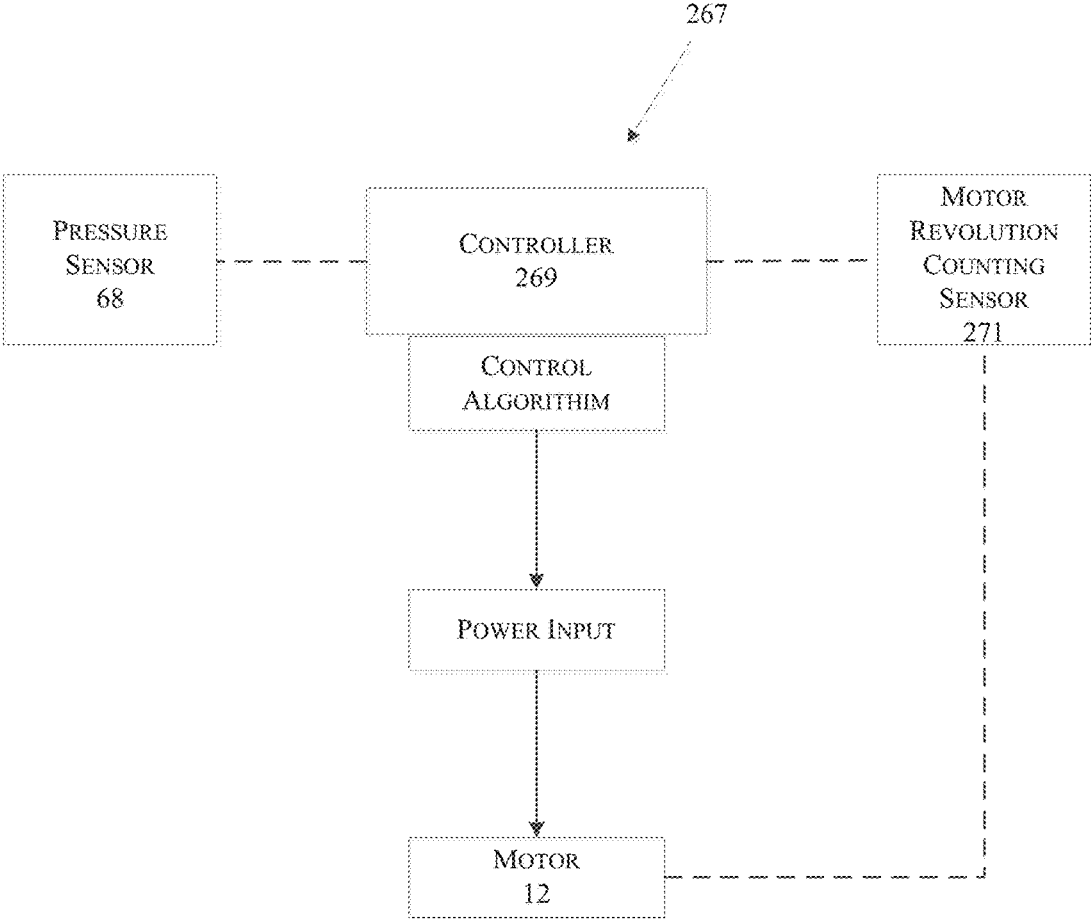 267
PRESSURE
SENSOR
68
CONTROLLER
269
MOTOR
REVOLUTION
COUNTING
SENSOR
271
CONTROL
ALGORITHIM
POWER INPUT
MOTOR
12